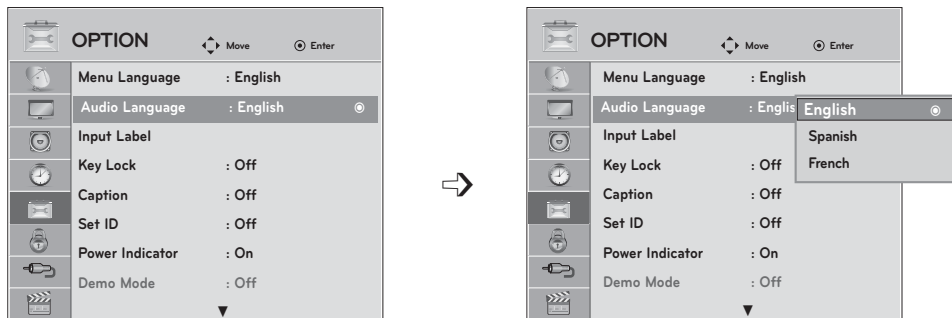 OPTION
Move
Enter
Menu Language : English
Audio Language : English
Input Label
Key Lock : Off
Caption : Off
Set ID : Off
Power Indicator : On
Demo Mode : Off
OPTION
Move
Enter
Menu Language : English
Audio Language : Englis
Input Label
Key Lock : Off
Caption : Off
Set ID : Off
Power Indicator : On
Demo Mode : Off
English
Spanish
French